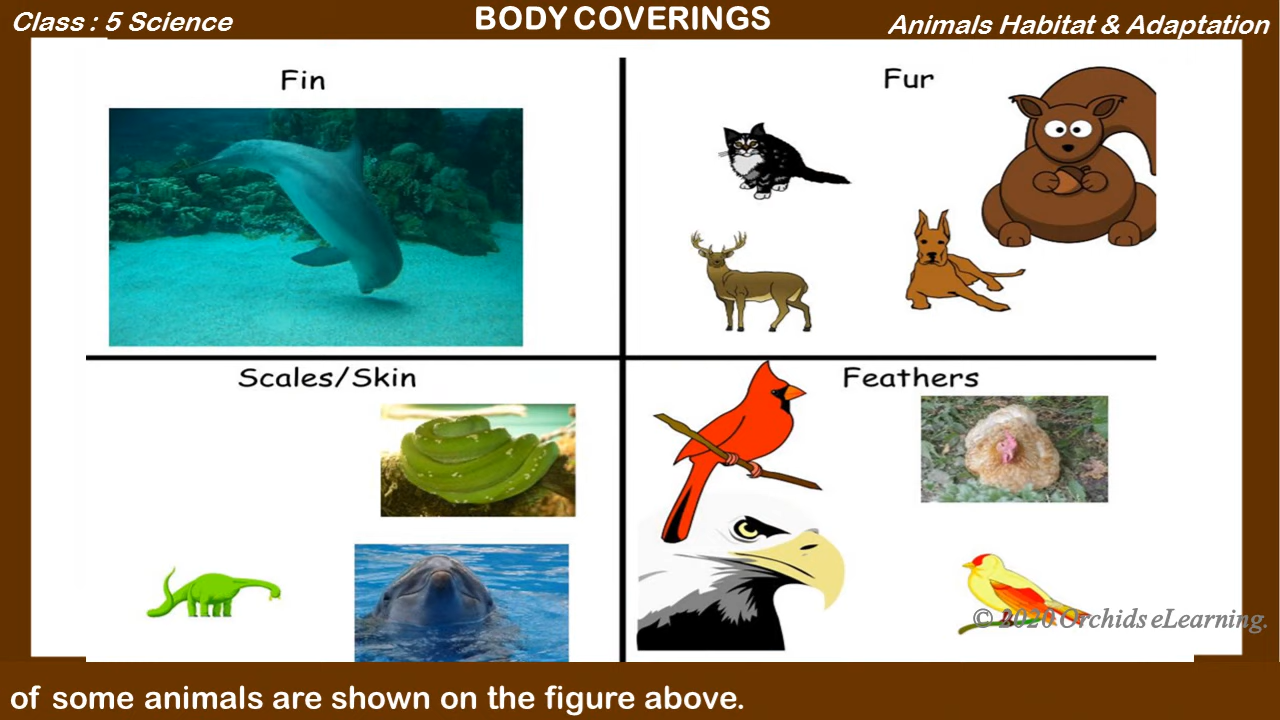 Class : 5 Science
BODY COVERINGS
Animals Habitat & Adaptation
Fin
Fur
Scales/Skin
Feathers
© 2020 Orchids eLearning.
of some animals are shown on the figure above.